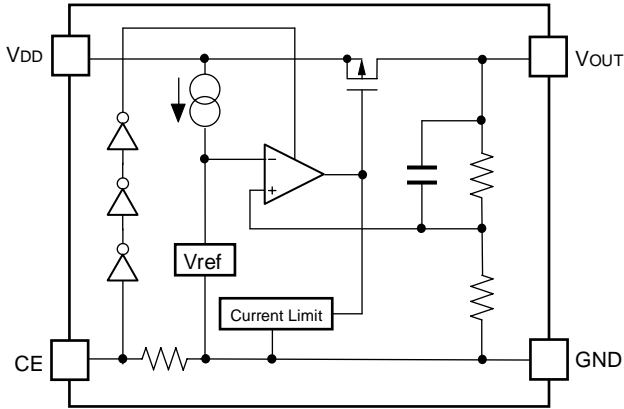 VDD
VOUT
−
+
Vref
Current Limit
CE
GND